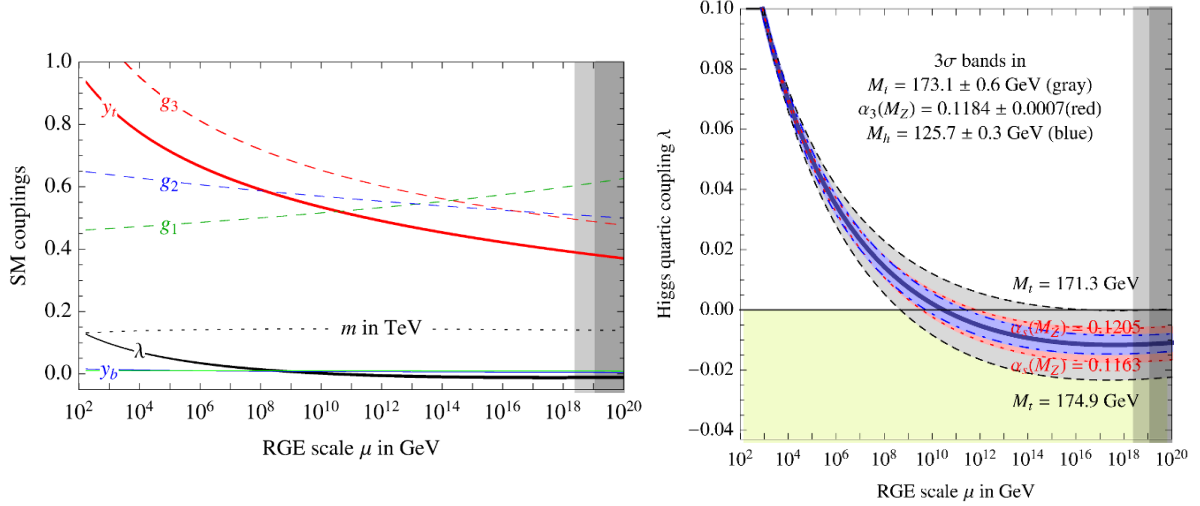 1.0
0.8
0.6
0.4
0.2
0.0
SM couplings
y_t
g_3
g_2
g_1
m in TeV
λ
y_b
10^2 10^4 10^6 10^8 10^10 10^12 10^14 10^16 10^18 10^20
RGE scale μ in GeV
0.10
0.08
0.06
0.04
0.02
0.00
−0.02
−0.04
Higgs quartic coupling λ
3σ bands in
M_t = 173.1 ± 0.6 GeV (gray)
α_3(M_Z) = 0.1184 ± 0.0007(red)
M_h = 125.7 ± 0.3 GeV (blue)
M_t = 171.3 GeV
α_s(M_Z) = 0.1205
α_s(M_Z) = 0.1163
M_t = 174.9 GeV
10^2 10^4 10^6 10^8 10^10 10^12 10^14 10^16 10^18 10^20
RGE scale μ in GeV